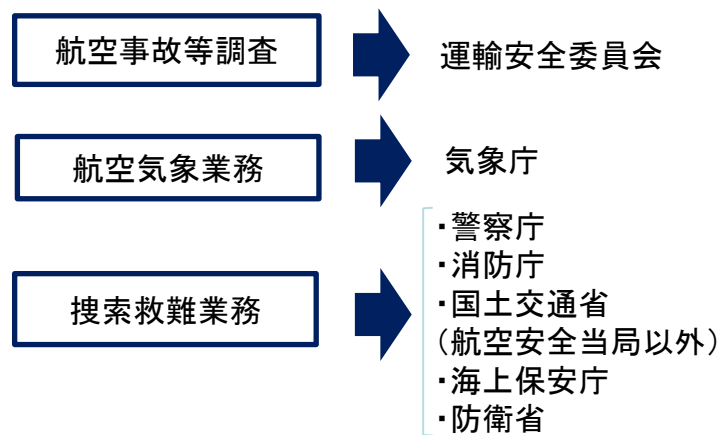 航空事故等調査
運輸安全委員会
航空気象業務
気象庁
捜索救難業務
・警察庁
・消防庁
・国土交通省
（航空安全当局以外）
・海上保安庁
・防衛省